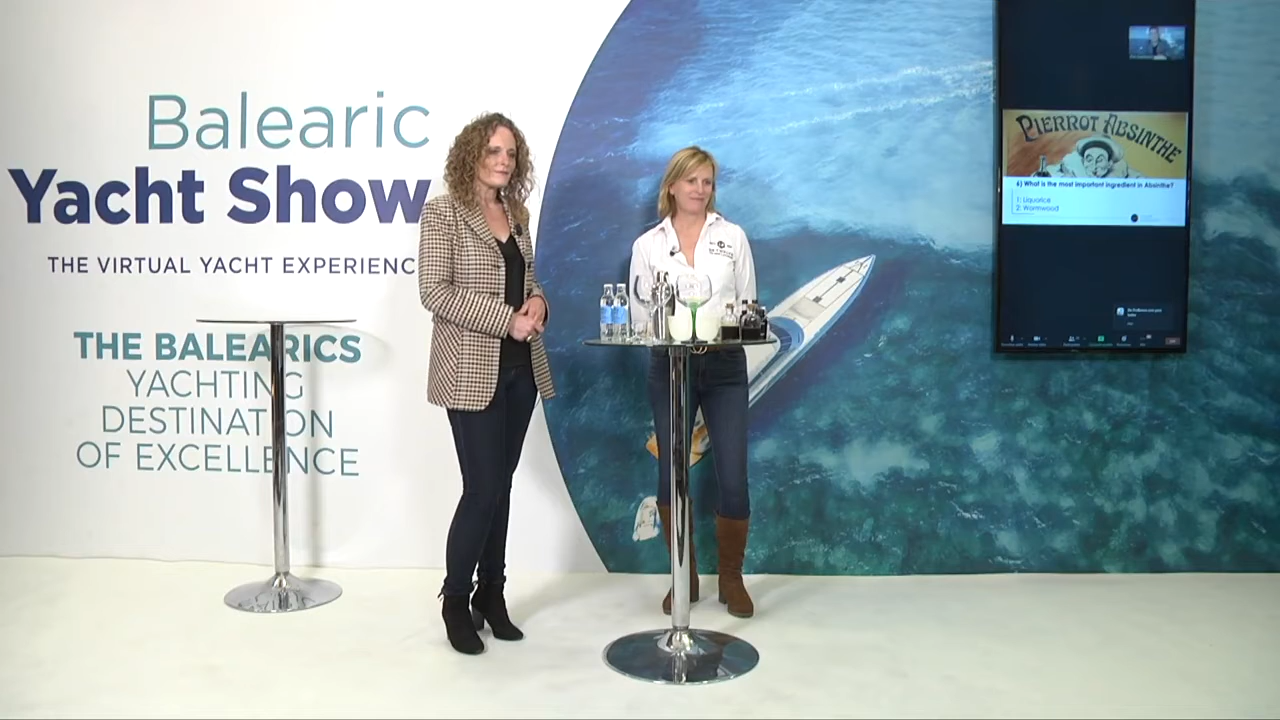 Balearic
Yacht Show
THE VIRTUAL YACHT EXPERIENC
THE BALEARICS
YACHTING
DESTINATION
OF EXCELLENCE
PIERROT ABSINTHE
6) What is the most important ingredient in Absinthe?
1: Liquorice
2: Wormwood